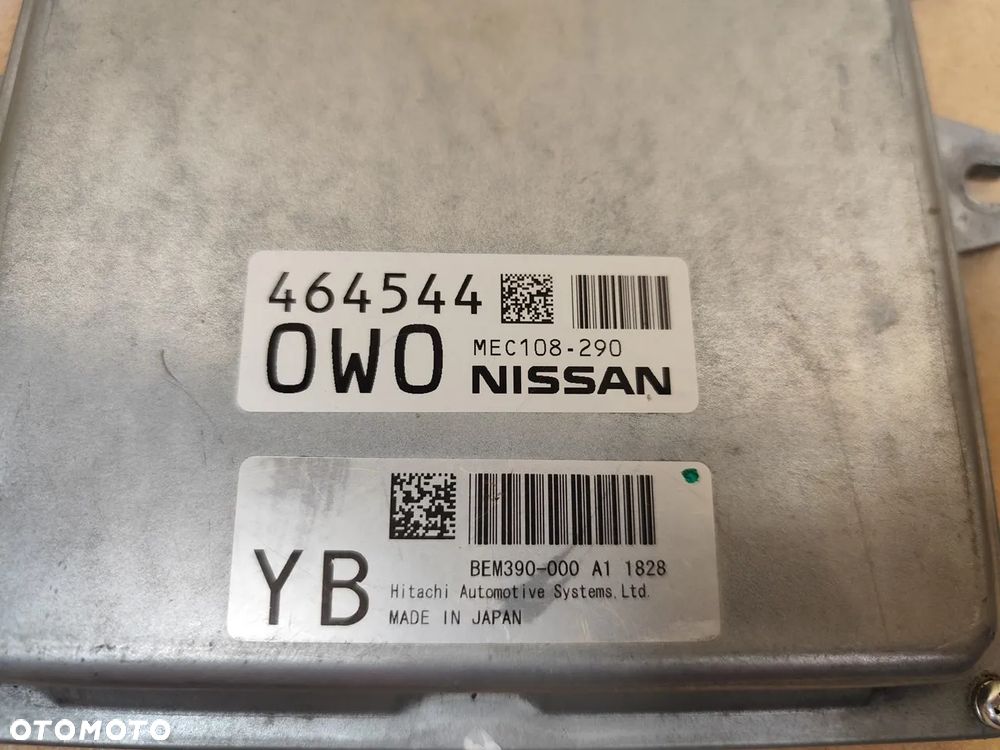 464544
0W0
MEC108-290
NISSAN
YB
BEM390-000 A1 1828
Hitachi Automotive Systems, Ltd.
MADE IN JAPAN
OTOMOTO